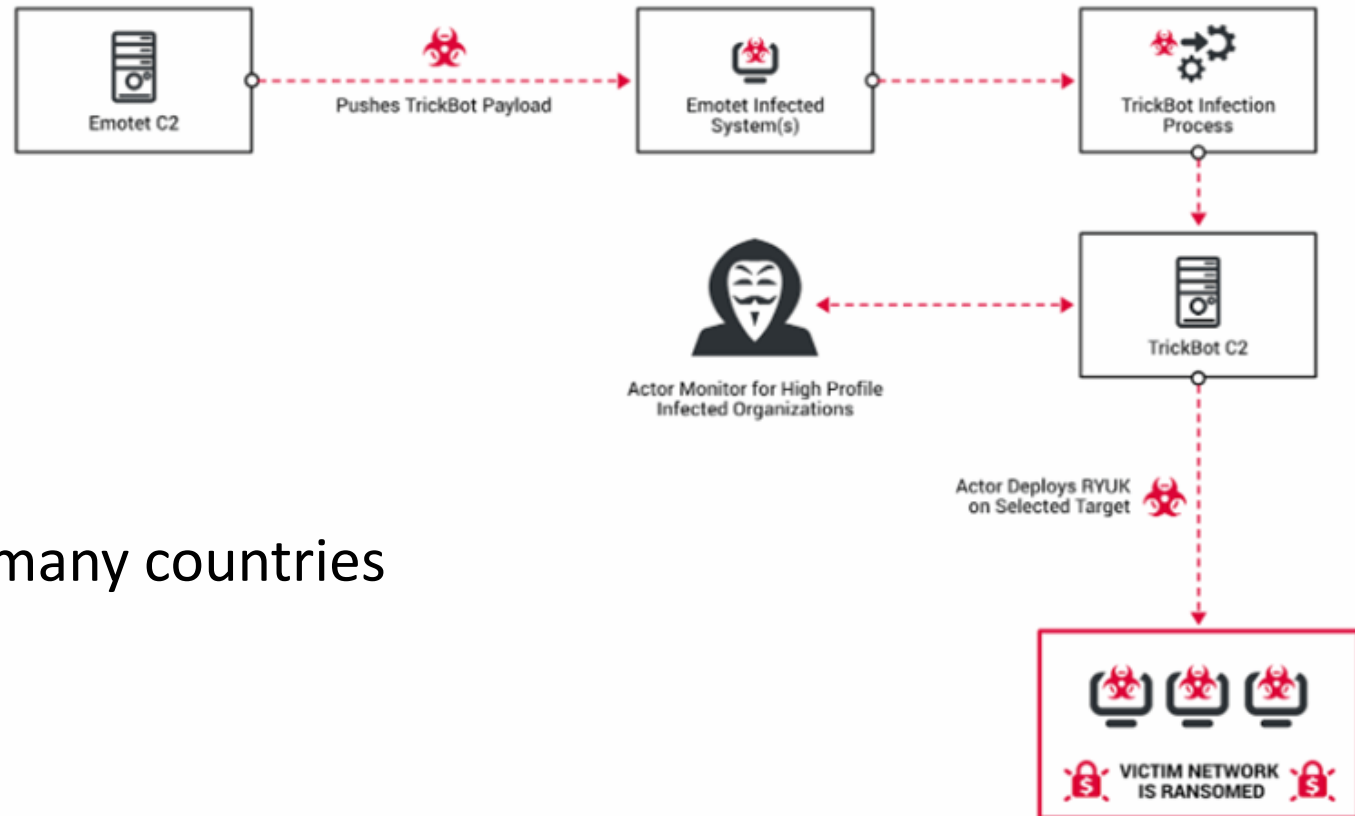 Emotet C2
Pushes TrickBot Payload
Emotet Infected
System(s)
TrickBot Infection
Process
TrickBot C2
Actor Monitor for High Profile
Infected Organizations
Actor Deploys RYUK
on Selected Target
many countries
$ VICTIM NETWORK $
IS RANSOMED